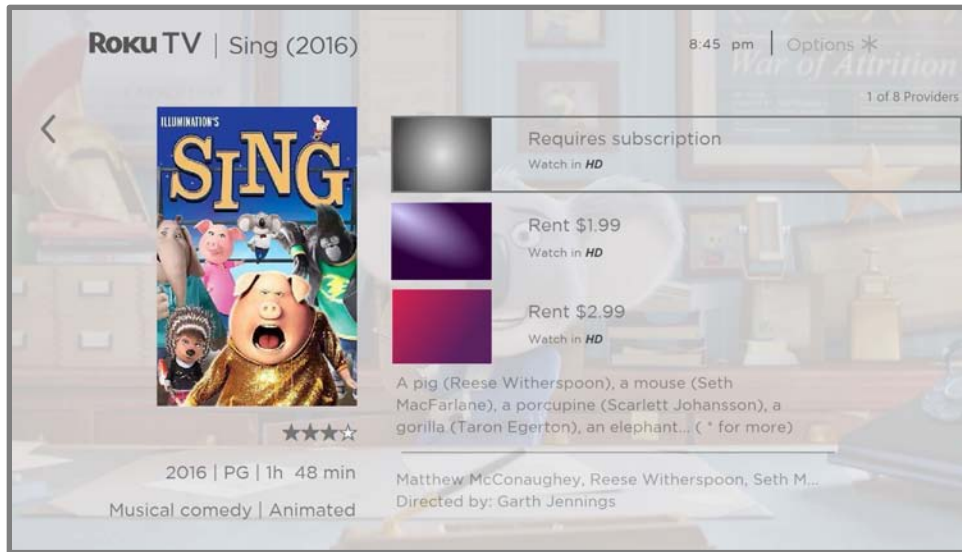 Roku TV | Sing (2016)
8:45 pm | Options *
War of Attrition
1 of 8 Providers
ILLUMINATION'S
SING
Requires subscription
Watch in HD
Rent $1.99
Watch in HD
Rent $2.99
Watch in HD
A pig (Reese Witherspoon), a mouse (Seth
MacFarlane), a porcupine (Scarlett Johansson), a
gorilla (Taron Egerton), an elephant... ( * for more)
2016 | PG | 1h 48 min
Musical comedy | Animated
Matthew McConaughey, Reese Witherspoon, Seth M...
Directed by: Garth Jennings